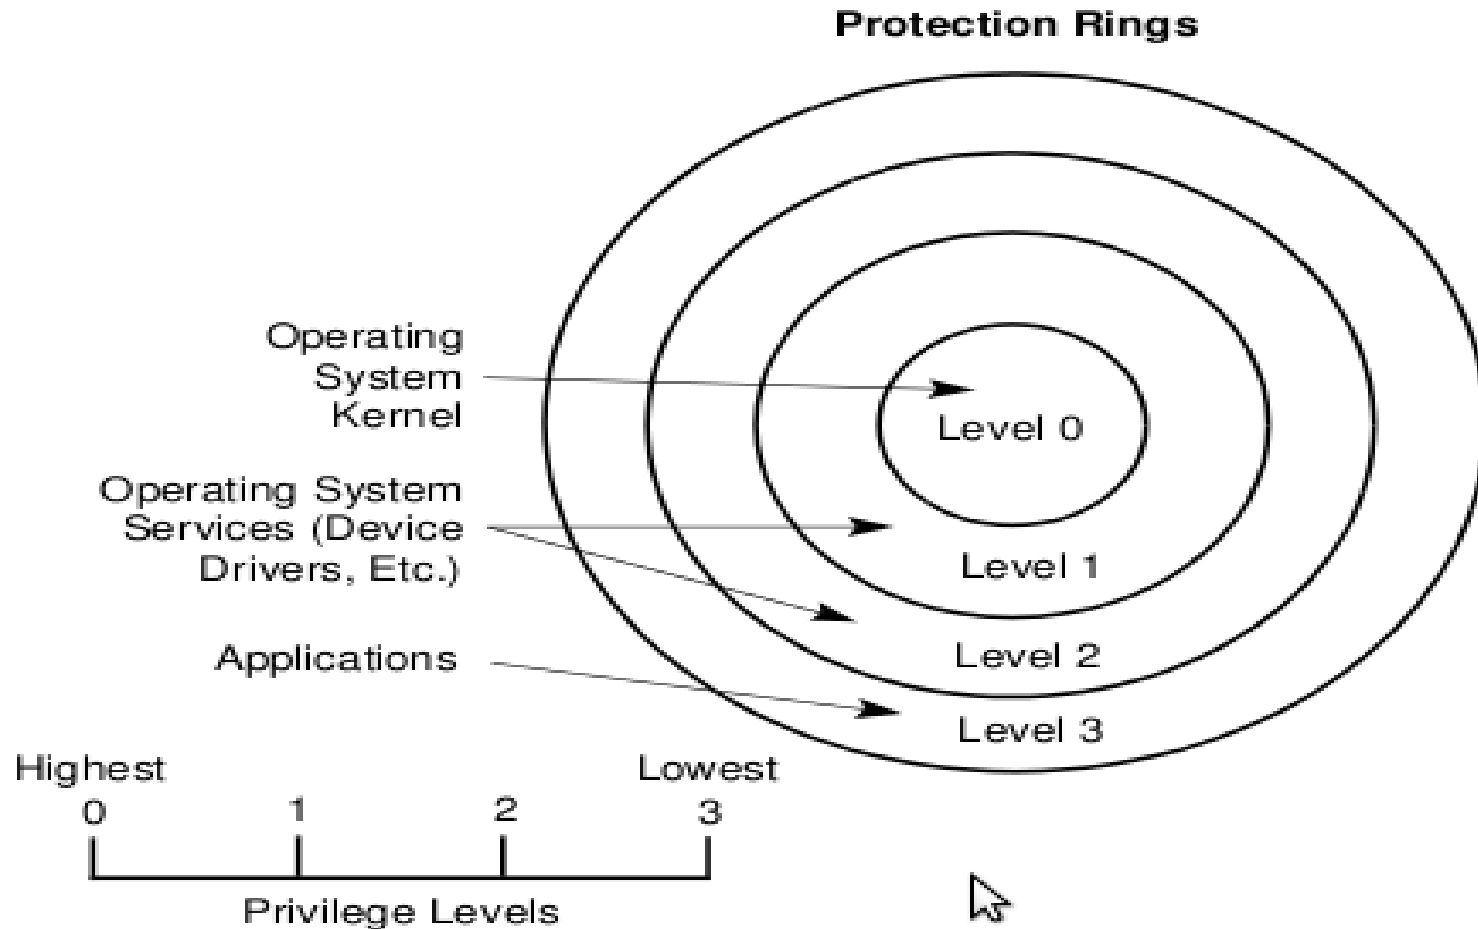 Protection Rings
Operating
System
Kernel
Level 0
Operating System
Services (Device
Drivers, Etc.)
Level 1
Level 2
Applications
Level 3
Highest
Lowest
0 1 2 3
Privilege Levels